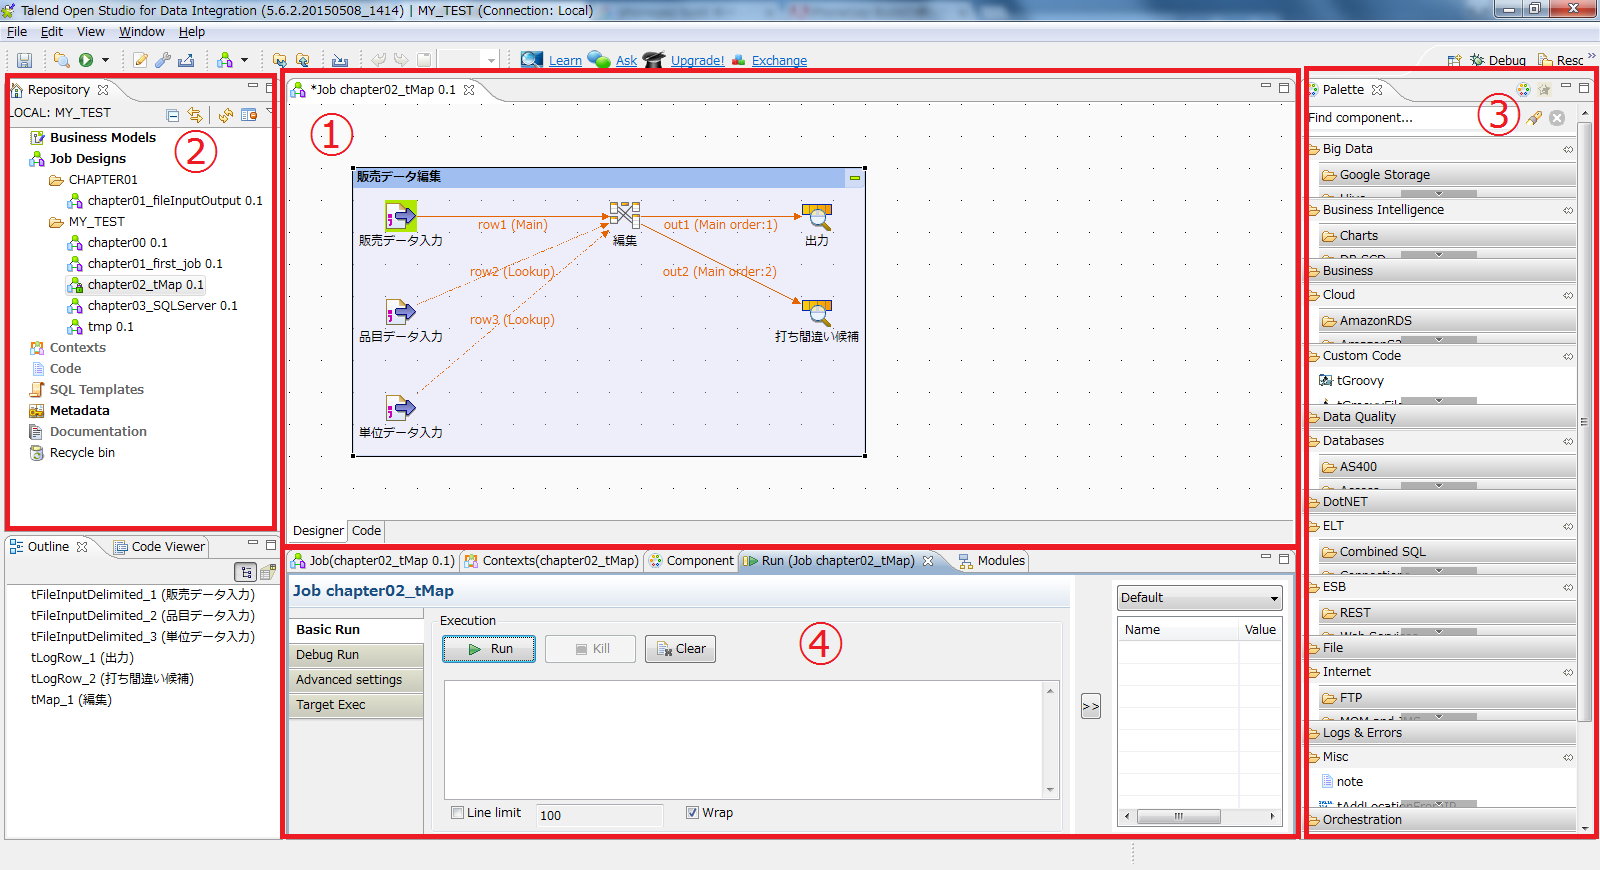 Talend Open Studio for Data Integration (5.6.2.20150508_1414) | MY_TEST (Connection: Local)
File Edit View Window Help
Learn Ask Upgrade! Exchange
Debug Resc
Repository
LOCAL: MY_TEST
②
Business Models
Job Designs
CHAPTER01
chapter01_fileInputOutput 0.1
MY_TEST
chapter00 0.1
chapter01_first_job 0.1
chapter02_tMap 0.1
chapter03_SQLServer 0.1
tmp 0.1
Contexts
Code
SQL Templates
Metadata
Documentation
Recycle bin
Outline Code Viewer
tFileInputDelimited_1 (販売データ入力)
tFileInputDelimited_2 (品目データ入力)
tFileInputDelimited_3 (単位データ入力)
tLogRow_1 (出力)
tLogRow_2 (打ち間違い候補)
tMap_1 (編集)
*Job chapter02_tMap 0.1
①
販売データ編集
row1 (Main)
out1 (Main order:1)
販売データ入力
編集
出力
row2 (Lookup)
out2 (Main order:2)
row3 (Lookup)
品目データ入力
打ち間違い候補
単位データ入力
Designer Code
Job(chapter02_tMap 0.1) Contexts(chapter02_tMap) Component Run (Job chapter02_tMap) Modules
Job chapter02_tMap
Basic Run
Debug Run
Advanced settings
Target Exec
Execution
④
Run Kill Clear
Line limit 100 Wrap
>>
Default
Name Value
Palette
③
Find component...
Big Data
Google Storage
Business Intelligence
Charts
Business
Cloud
AmazonRDS
Custom Code
tGroovy
Data Quality
Databases
AS400
DotNET
ELT
Combined SQL
ESB
REST
File
Internet
FTP
Logs & Errors
Misc
note
Orchestration